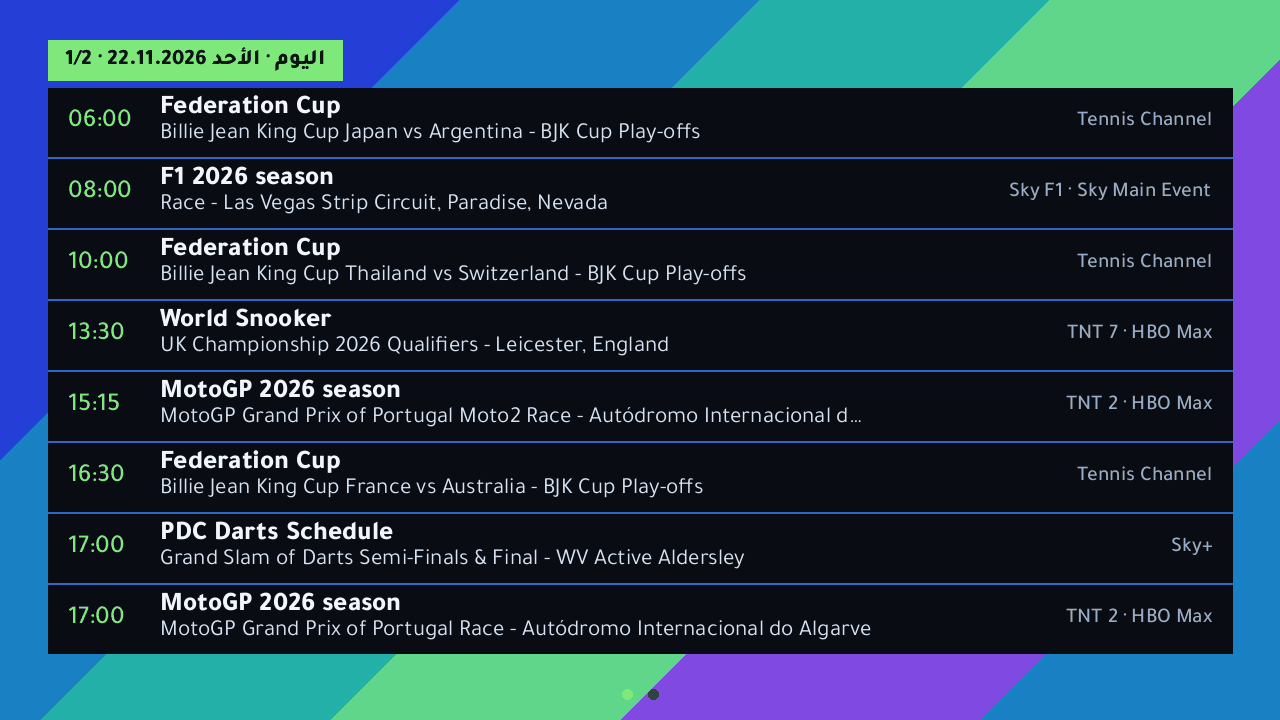 اليوم · الأحد 22.11.2026 · 1/2
06:00
Federation Cup
Billie Jean King Cup Japan vs Argentina - BJK Cup Play-offs
Tennis Channel
08:00
F1 2026 season
Race - Las Vegas Strip Circuit, Paradise, Nevada
Sky F1 · Sky Main Event
10:00
Federation Cup
Billie Jean King Cup Thailand vs Switzerland - BJK Cup Play-offs
Tennis Channel
13:30
World Snooker
UK Championship 2026 Qualifiers - Leicester, England
TNT 7 · HBO Max
15:15
MotoGP 2026 season
MotoGP Grand Prix of Portugal Moto2 Race - Autódromo Internacional d...
TNT 2 · HBO Max
16:30
Federation Cup
Billie Jean King Cup France vs Australia - BJK Cup Play-offs
Tennis Channel
17:00
PDC Darts Schedule
Grand Slam of Darts Semi-Finals & Final - WV Active Aldersley
Sky+
17:00
MotoGP 2026 season
MotoGP Grand Prix of Portugal Race - Autódromo Internacional do Algarve
TNT 2 · HBO Max